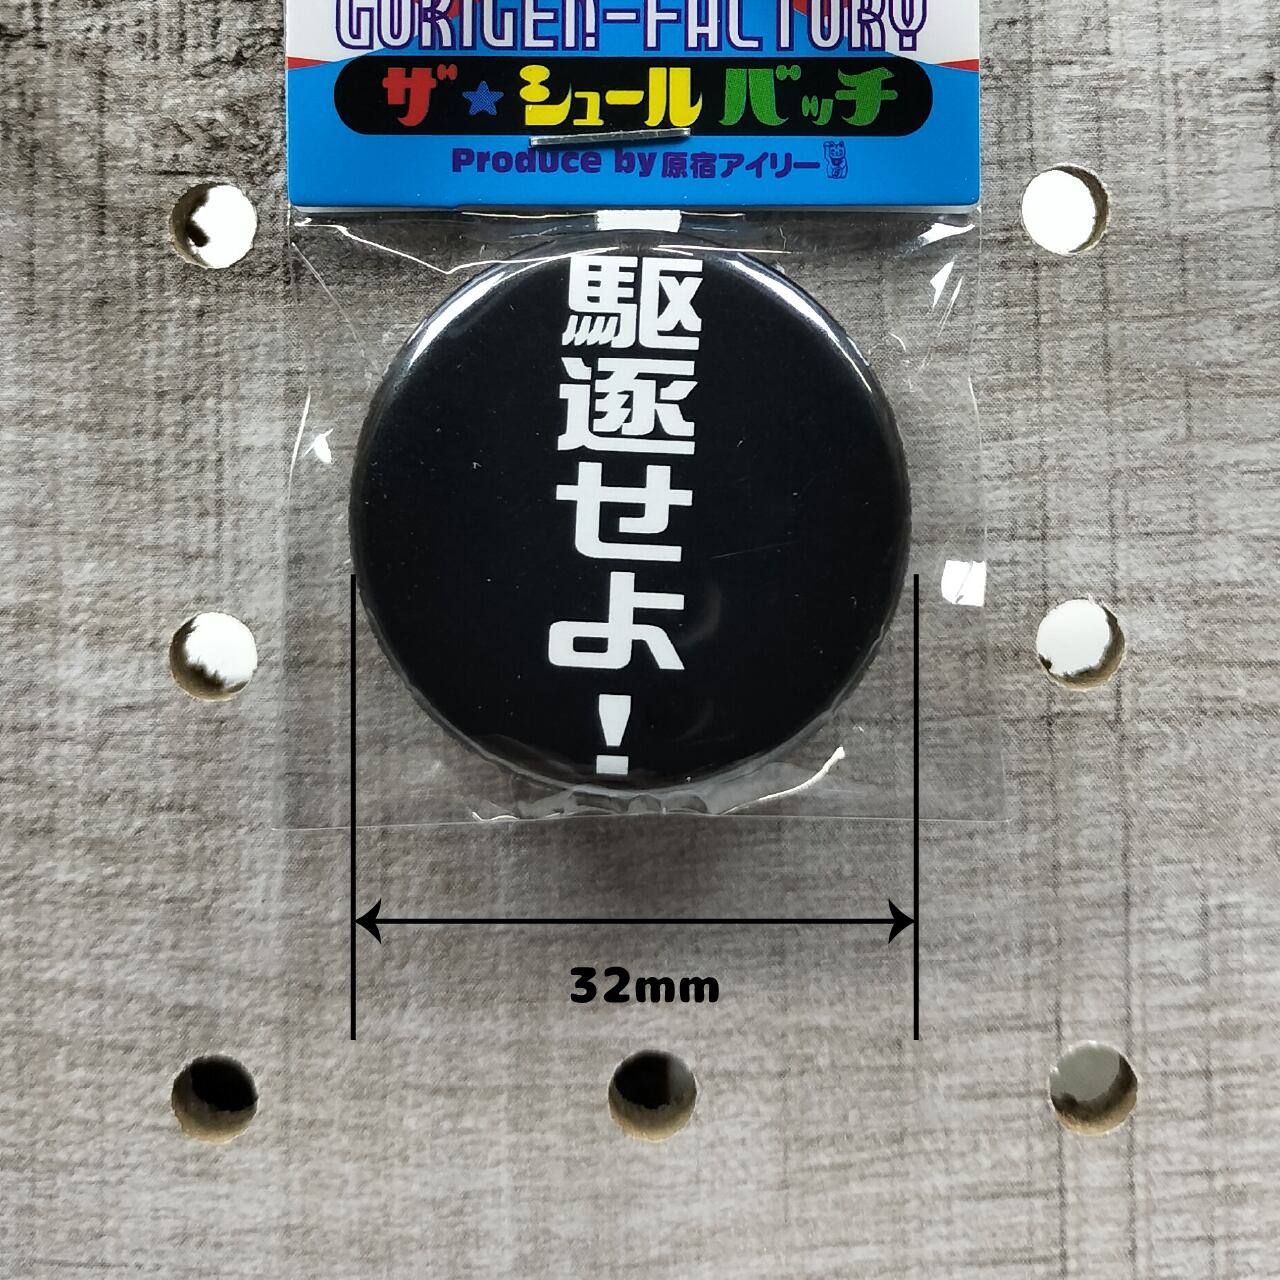 GOKIGEN-FACTORY
ザ★シュールバッチ
Produce by 原宿アイリー
駆逐せよ!
32mm